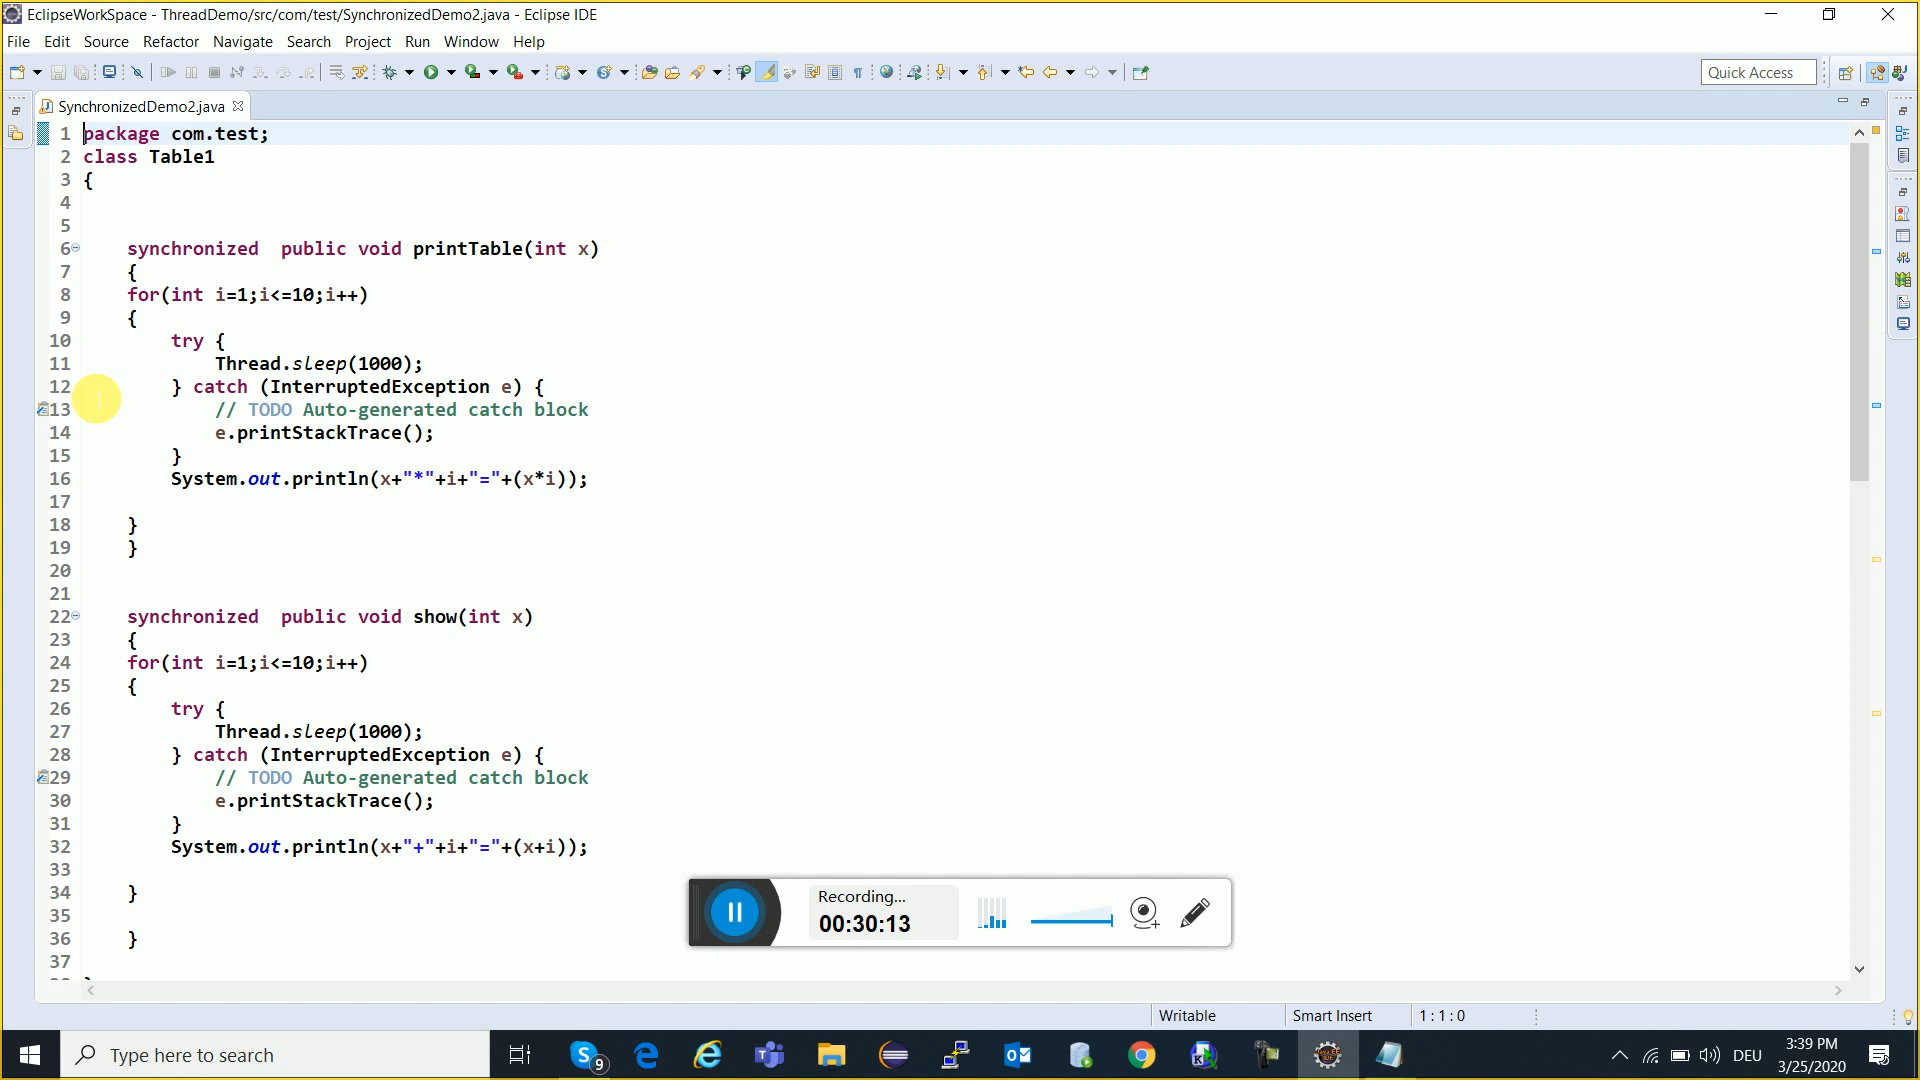 EclipseWorkSpace - ThreadDemo/src/com/test/SynchronizedDemo2.java - Eclipse IDE
File Edit Source Refactor Navigate Search Project Run Window Help
Quick Access
SynchronizedDemo2.java
1 package com.test;
2 class Table1
3 {
4
5
6 synchronized  public void printTable(int x)
7 {
8 for(int i=1;i<=10;i++)
9 {
10 try {
11 Thread.sleep(1000);
12 } catch (InterruptedException e) {
13 // TODO Auto-generated catch block
14 e.printStackTrace();
15 }
16 System.out.println(x+"*"+i+"="+(x*i));
17
18 }
19 }
20
21
22 synchronized  public void show(int x)
23 {
24 for(int i=1;i<=10;i++)
25 {
26 try {
27 Thread.sleep(1000);
28 } catch (InterruptedException e) {
29 // TODO Auto-generated catch block
30 e.printStackTrace();
31 }
32 System.out.println(x+"+"+i+"="+(x+i));
33
34 }
35
36 }
37
Recording...
00:30:13
Writable Smart Insert 1 : 1 : 0
Type here to search
9
DEU
3:39 PM
3/25/2020